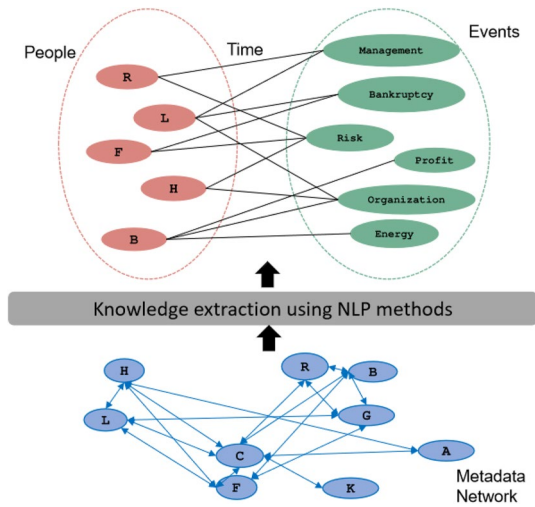 People
Time
Events
R
L
F
H
B
Management
Bankruptcy
Risk
Profit
Organization
Energy
Knowledge extraction using NLP methods
H
R
B
L
G
C
A
F
K
Metadata
Network